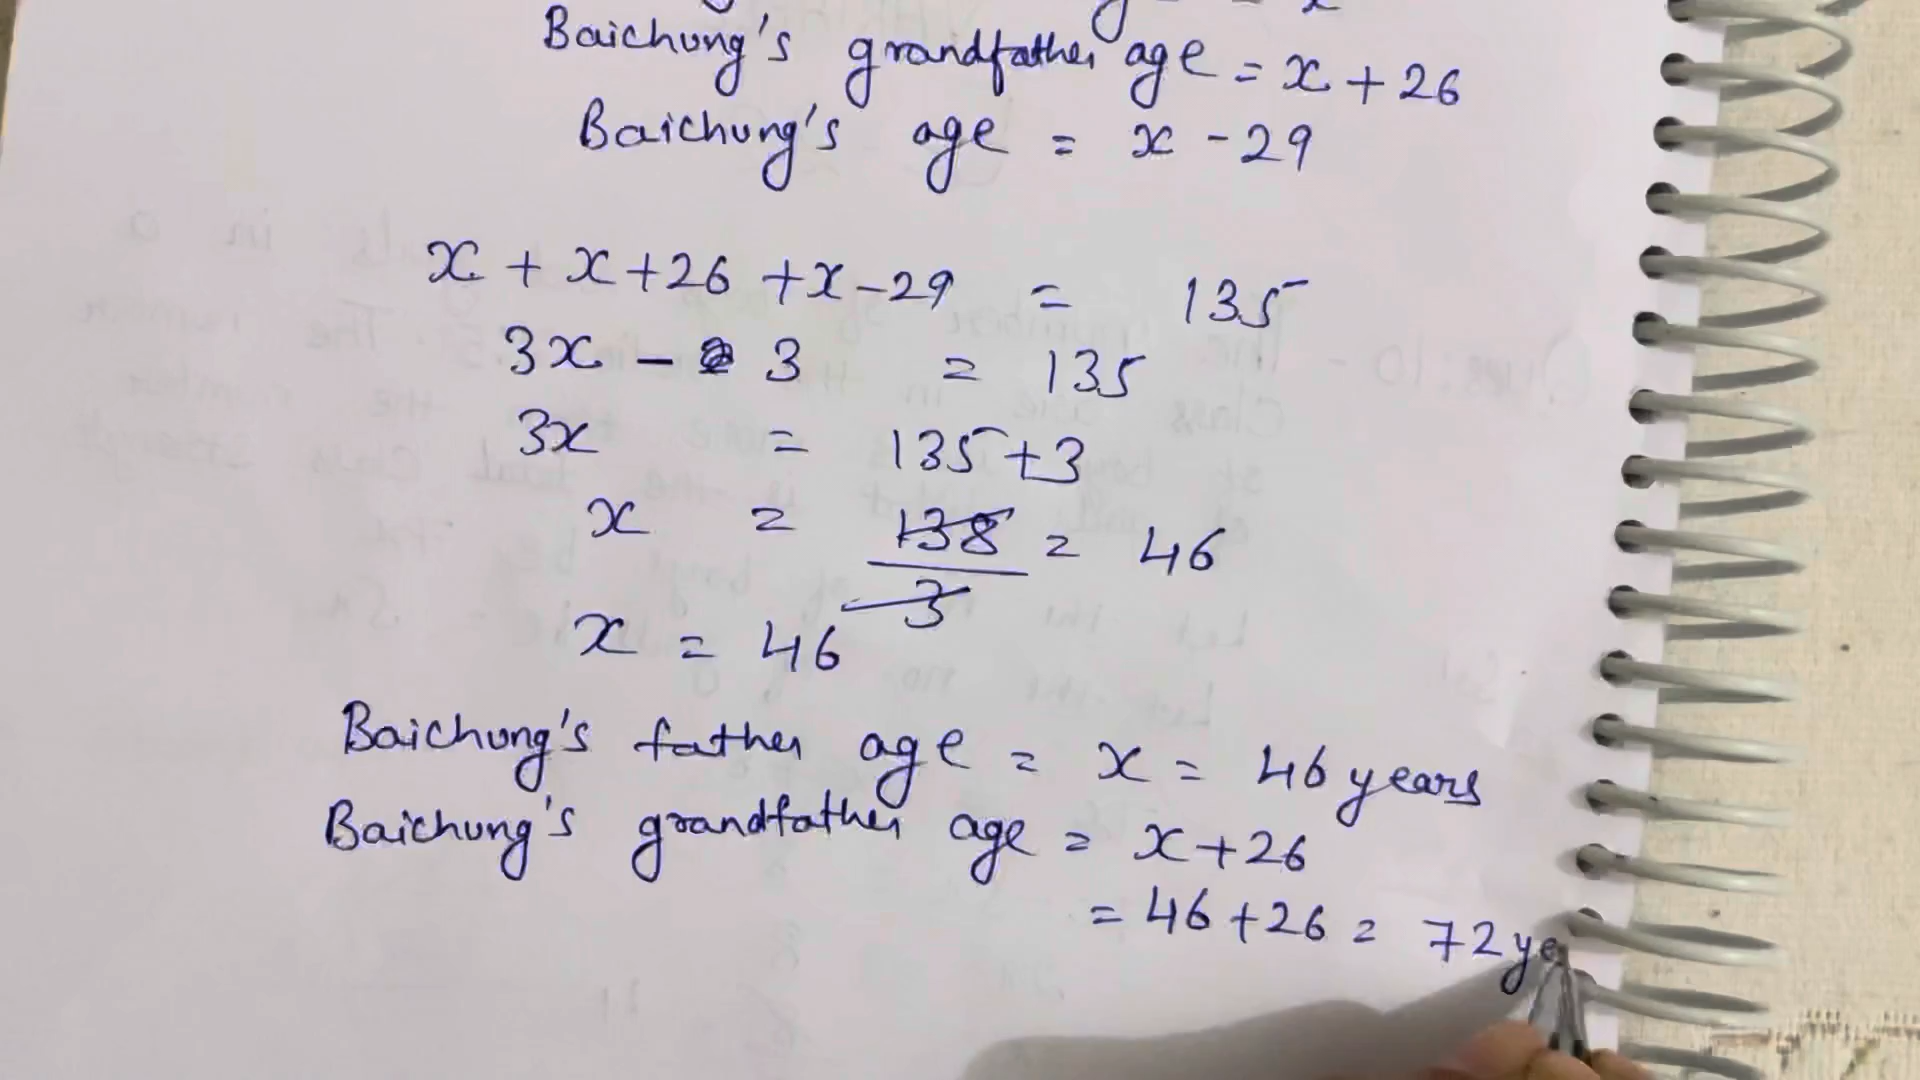 Baichung's grandfather age = x + 26
Baichung's age = x - 29
x + x + 26 + x - 29 = 135
3x - 3 = 135
3x = 135 + 3
x = 138/3 = 46
x = 46
Baichung's father age = x = 46 years
Baichung's grandfather age = x + 26
= 46 + 26 = 72 ye